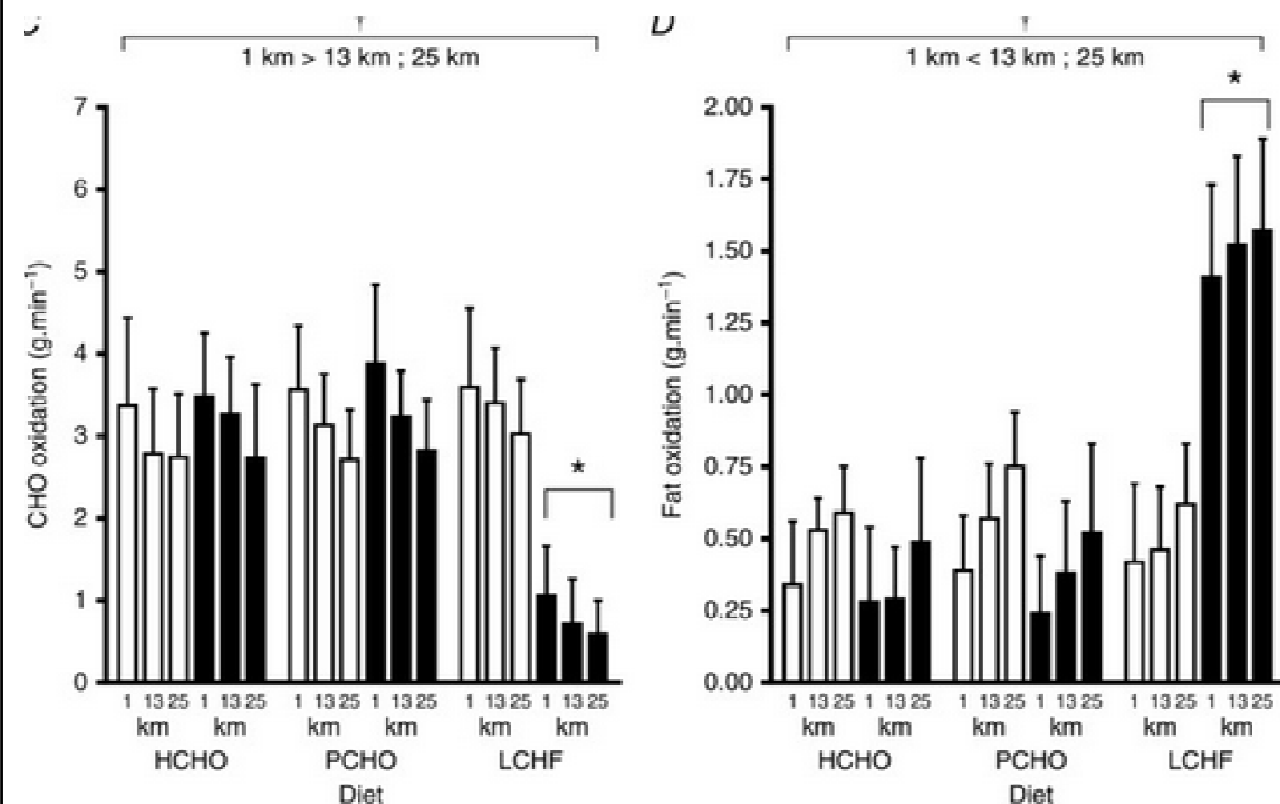 D
1 km > 13 km ; 25 km
7
6
5
4
3
2
1
0
CHO oxidation (g.min⁻¹)
*
1 13 25 1 13 25 1 13 25 1 13 25 1 13 25 1 13 25
km km km km km km
HCHO PCHO LCHF
Diet
1 km < 13 km ; 25 km
*
2.00
1.75
1.50
1.25
1.00
0.75
0.50
0.25
0.00
Fat oxidation (g.min⁻¹)
1 13 25 1 13 25 1 13 25 1 13 25 1 13 25 1 13 25
km km km km km km
HCHO PCHO LCHF
Diet